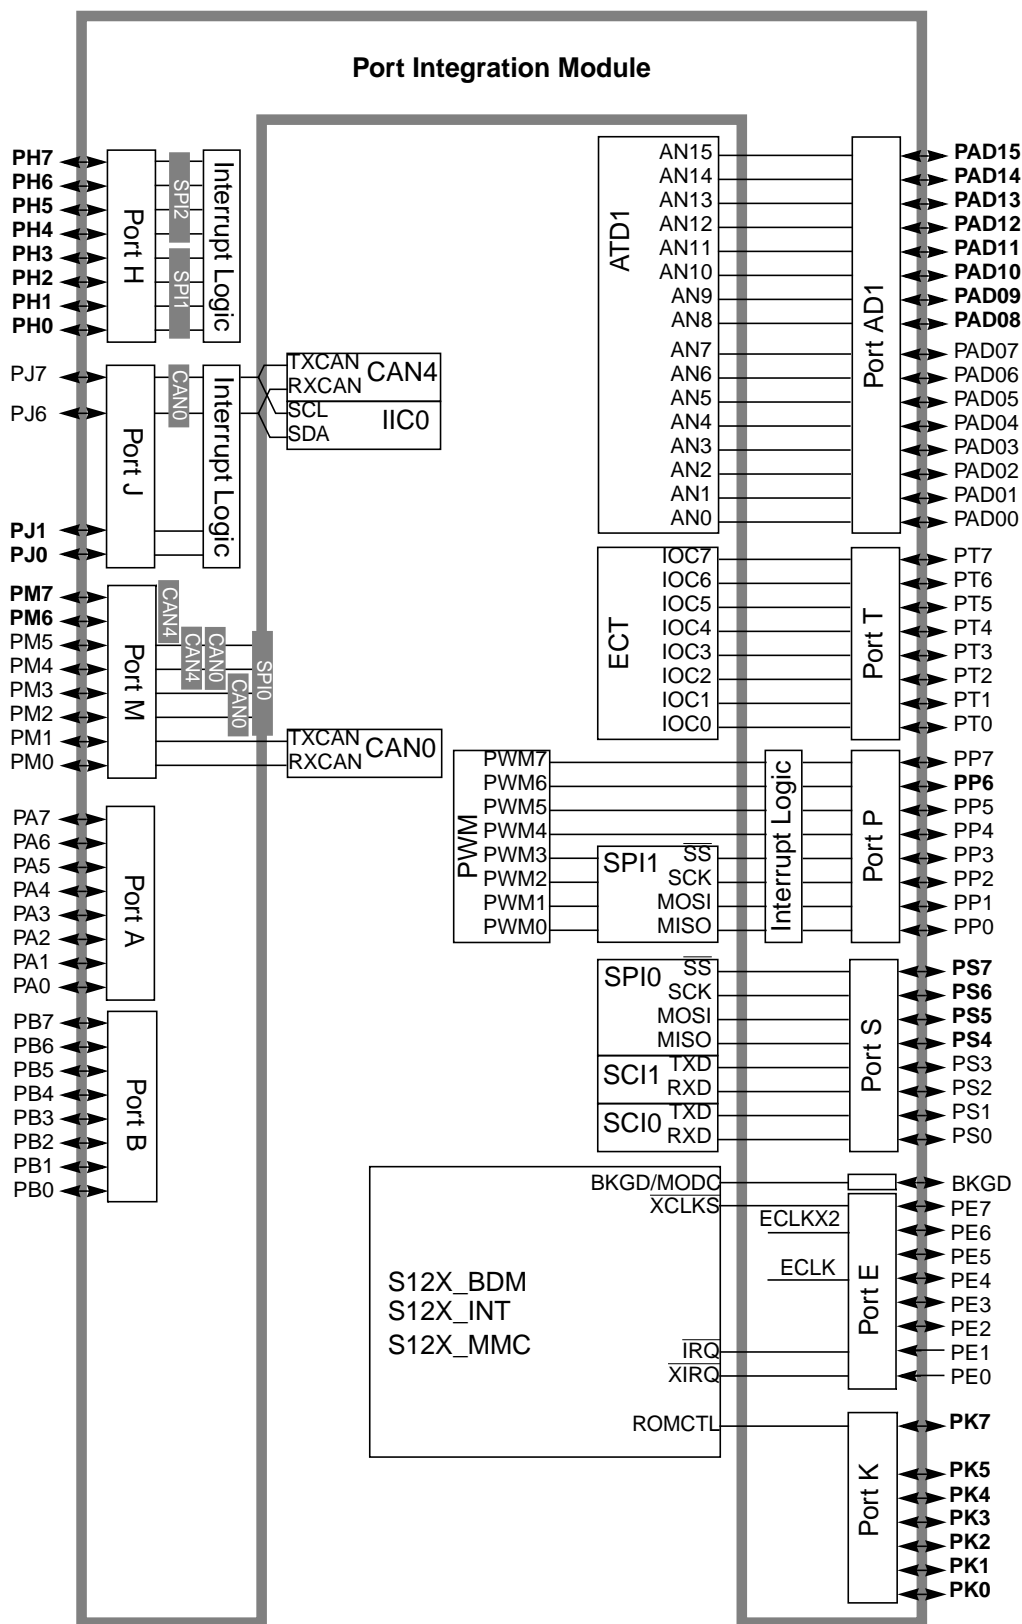 Port Integration Module
PH7
PH6
PH5
PH4
PH3
PH2
PH1
PH0
Port H
SPI2
SPI1
Interrupt Logic
PJ7
PJ6
PJ1
PJ0
Port J
CAN0
Interrupt Logic
TXCAN
RXCAN
CAN4
SCL
SDA
IIC0
PM7
PM6
PM5
PM4
PM3
PM2
PM1
PM0
Port M
CAN4
CAN4
CAN0
CAN0
SPI0
TXCAN
RXCAN
CAN0
PA7
PA6
PA5
PA4
PA3
PA2
PA1
PA0
Port A
PB7
PB6
PB5
PB4
PB3
PB2
PB1
PB0
Port B
ATD1
AN15
AN14
AN13
AN12
AN11
AN10
AN9
AN8
AN7
AN6
AN5
AN4
AN3
AN2
AN1
AN0
Port AD1
PAD15
PAD14
PAD13
PAD12
PAD11
PAD10
PAD09
PAD08
PAD07
PAD06
PAD05
PAD04
PAD03
PAD02
PAD01
PAD00
ECT
IOC7
IOC6
IOC5
IOC4
IOC3
IOC2
IOC1
IOC0
Port T
PT7
PT6
PT5
PT4
PT3
PT2
PT1
PT0
PWM
PWM7
PWM6
PWM5
PWM4
PWM3
PWM2
PWM1
PWM0
SPI1
SS
SCK
MOSI
MISO
Interrupt Logic
Port P
PP7
PP6
PP5
PP4
PP3
PP2
PP1
PP0
SPI0
SS
SCK
MOSI
MISO
SCI1
TXD
RXD
SCI0
TXD
RXD
Port S
PS7
PS6
PS5
PS4
PS3
PS2
PS1
PS0
S12X_BDM
S12X_INT
S12X_MMC
BKGD/MODC
XCLKS
ECLKX2
ECLK
IRQ
XIRQ
ROMCTL
BKGD
Port E
PE7
PE6
PE5
PE4
PE3
PE2
PE1
PE0
Port K
PK7
PK5
PK4
PK3
PK2
PK1
PK0